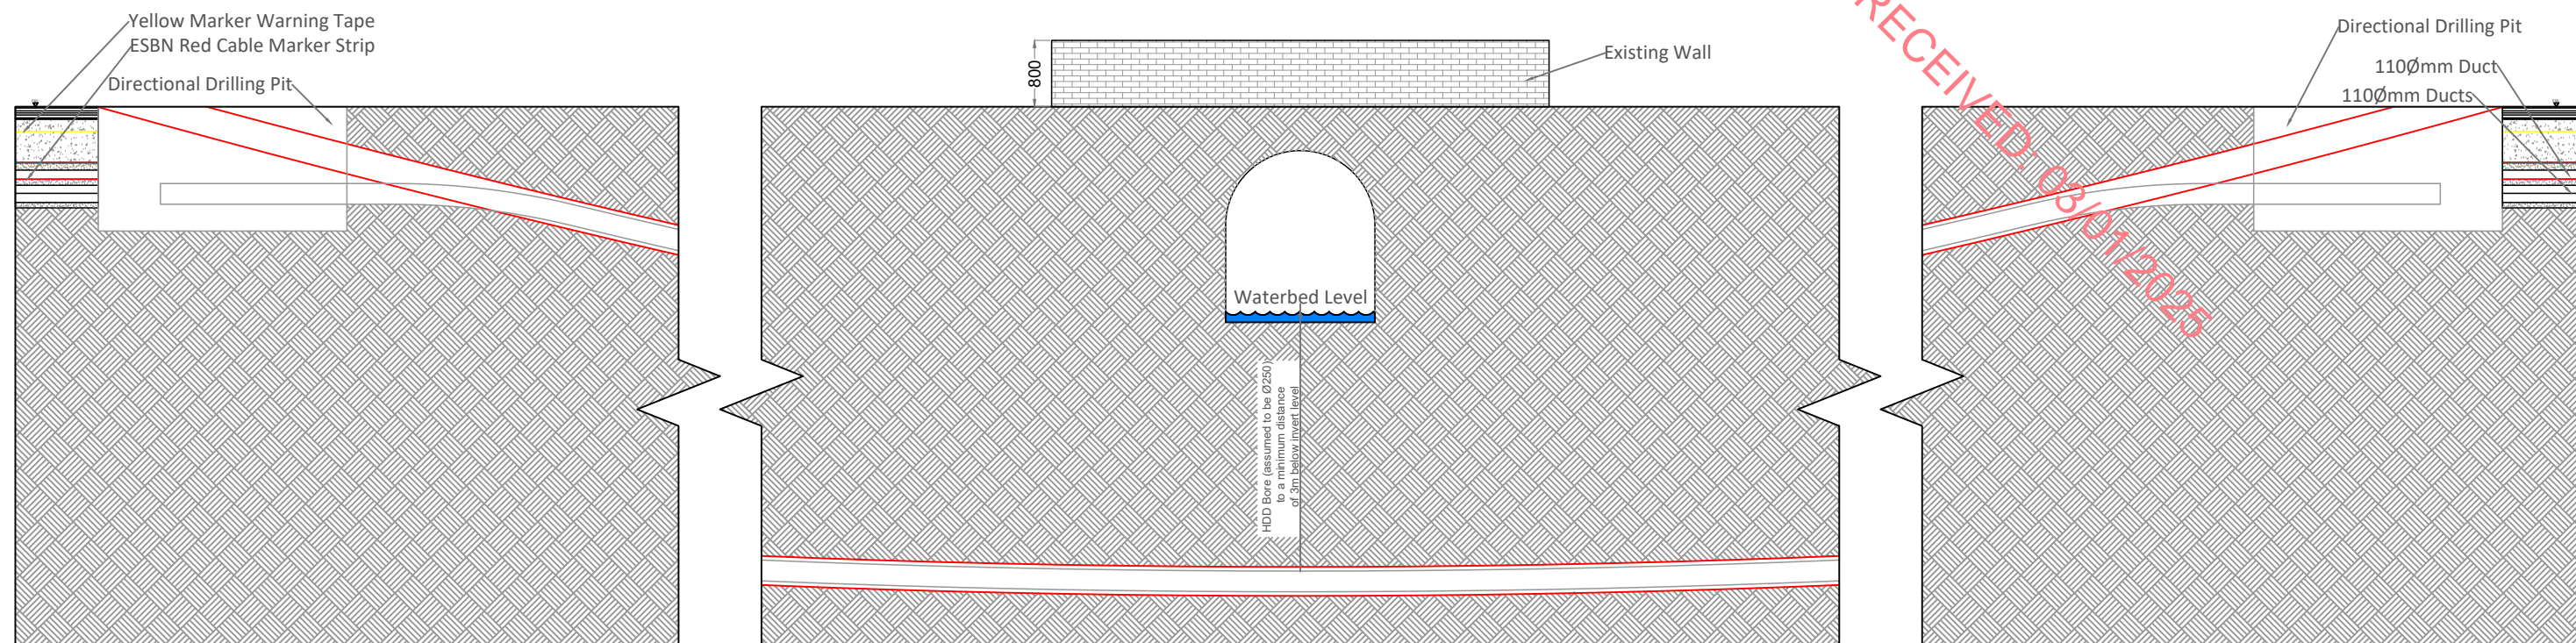 Yellow Marker Warning Tape
ESBN Red Cable Marker Strip
Directional Drilling Pit
800
Existing Wall
Waterbed Level
HDD Bore (assumed to be Ø250)
to a minimum distance
of 3m below invert level
RECEIVED: 03/01/2025
Directional Drilling Pit
110Ømm Duct
110Ømm Ducts